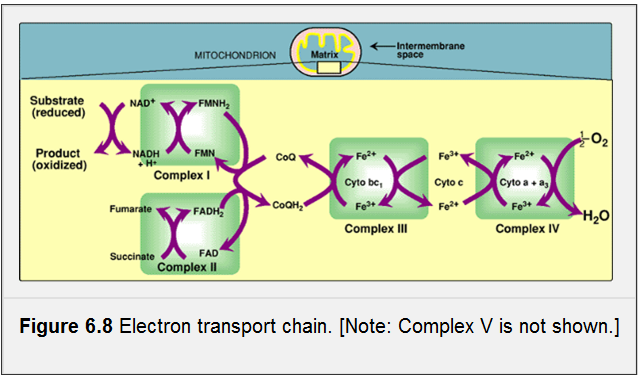 MITOCHONDRION
Matrix
Intermembrane
space
Substrate
(reduced)
Product
(oxidized)
NAD+
NADH
+ H+
FMNH2
FMN
Complex I
Fumarate
Succinate
FADH2
FAD
Complex II
CoQ
CoQH2
Fe2+
Cyto bc1
Fe3+
Complex III
Fe3+
Cyto c
Fe2+
Fe2+
Cyto a + a3
Fe3+
Complex IV
½O2
H2O
Figure 6.8 Electron transport chain. [Note: Complex V is not shown.]